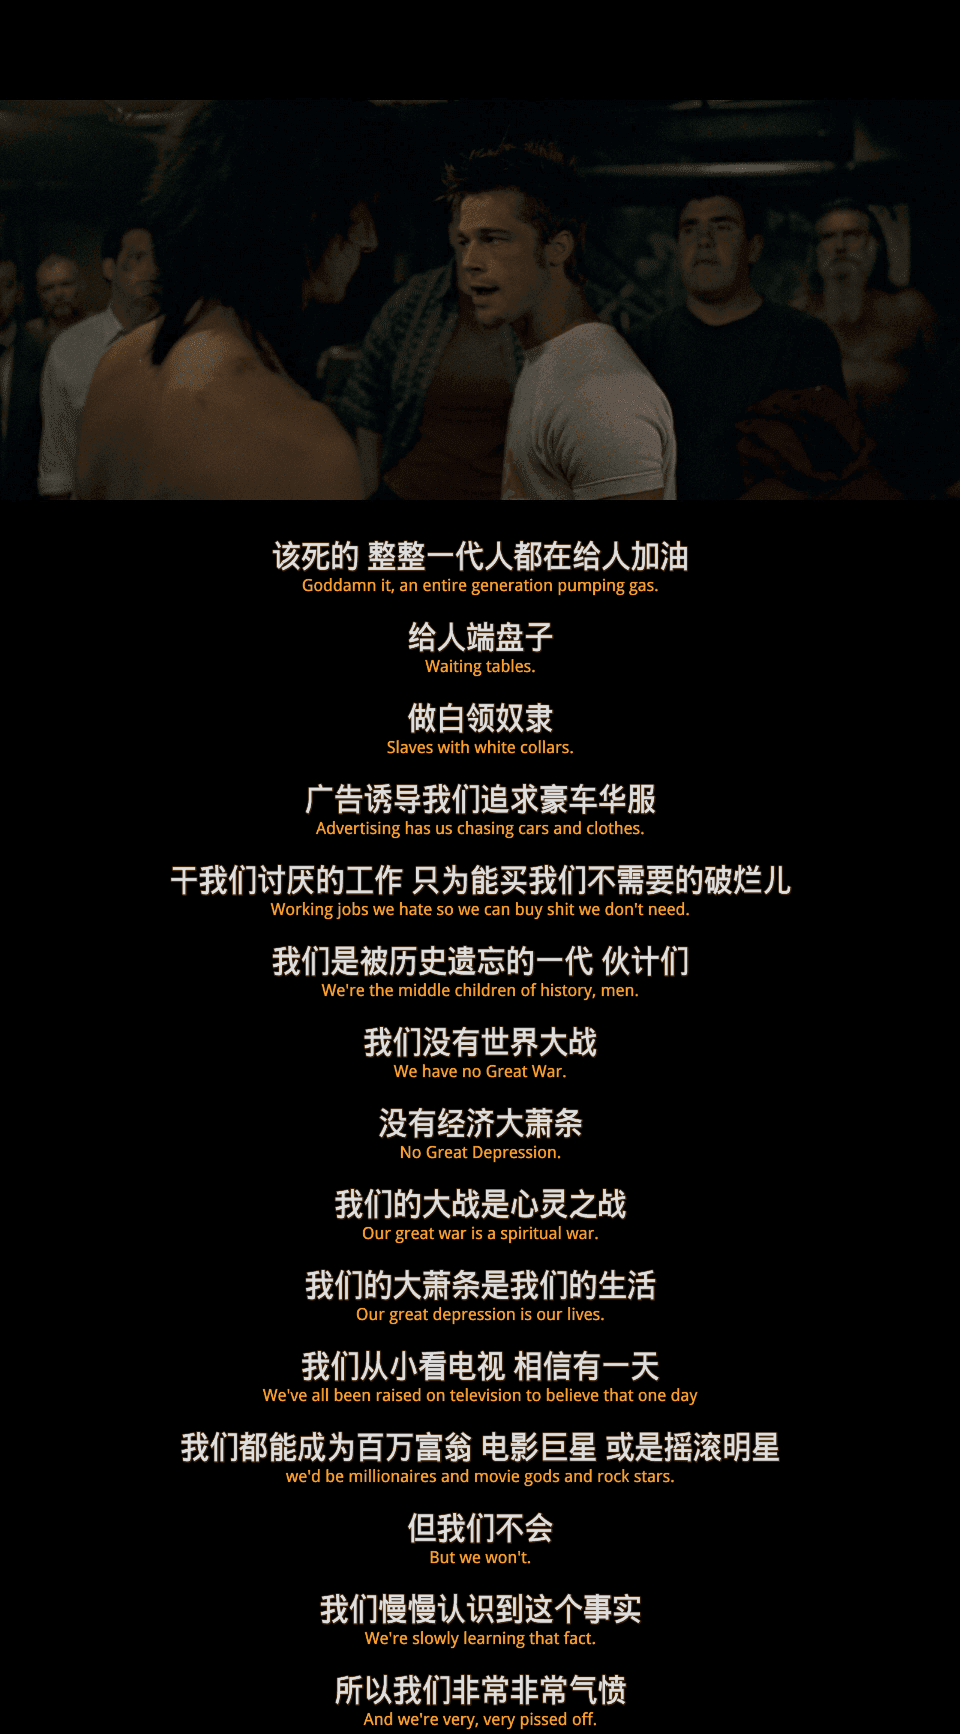 该死的 整整一代人都在给人加油
Goddamn it, an entire generation pumping gas.
给人端盘子
Waiting tables.
做白领奴隶
Slaves with white collars.
广告诱导我们追求豪车华服
Advertising has us chasing cars and clothes.
干我们讨厌的工作 只为能买我们不需要的破烂儿
Working jobs we hate so we can buy shit we don't need.
我们是被历史遗忘的一代 伙计们
We're the middle children of history, men.
我们没有世界大战
We have no Great War.
没有经济大萧条
No Great Depression.
我们的大战是心灵之战
Our great war is a spiritual war.
我们的大萧条是我们的生活
Our great depression is our lives.
我们从小看电视 相信有一天
We've all been raised on television to believe that one day
我们都能成为百万富翁 电影巨星 或是摇滚明星
we'd be millionaires and movie gods and rock stars.
但我们不会
But we won't.
我们慢慢认识到这个事实
We're slowly learning that fact.
所以我们非常非常气愤
And we're very, very pissed off.